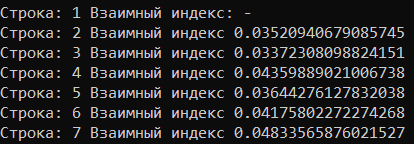 Строка: 1 Взаимный индекс: -
Строка: 2 Взаимный индекс 0.03520940679085745
Строка: 3 Взаимный индекс 0.03372308098824151
Строка: 4 Взаимный индекс 0.04359889021006738
Строка: 5 Взаимный индекс 0.03644276127832038
Строка: 6 Взаимный индекс 0.04175802272274268
Строка: 7 Взаимный индекс 0.04833565876021527